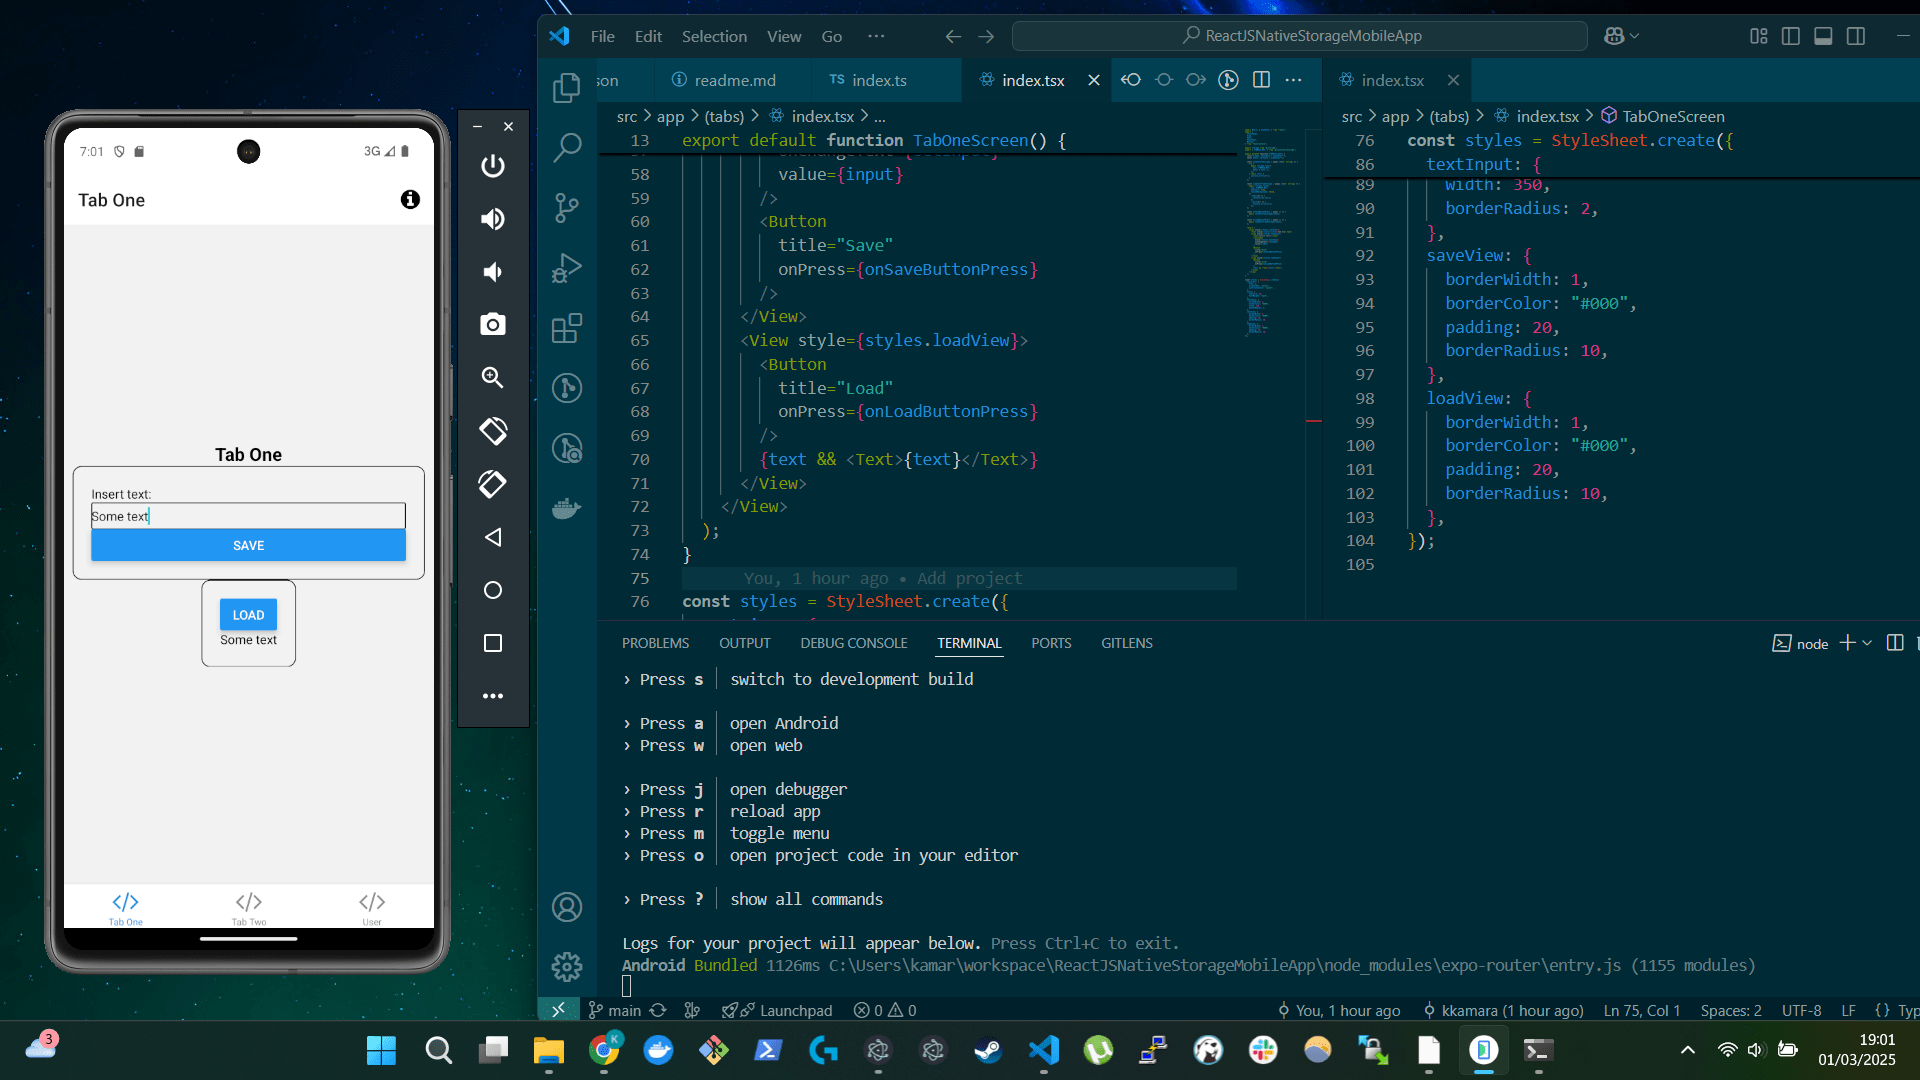 File Edit Selection View Go ··· ReactJSNativeStorageMobileApp
son readme.md TS index.ts index.tsx
index.tsx
src > app > (tabs) > index.tsx > ...
13 export default function TabOneScreen() {
58 value={input}
59 />
60 <Button
61 title="Save"
62 onPress={onSaveButtonPress}
63 />
64 </View>
65 <View style={styles.loadView}>
66 <Button
67 title="Load"
68 onPress={onLoadButtonPress}
69 />
70 {text && <Text>{text}</Text>}
71 </View>
72 </View>
73 );
74 }
75 You, 1 hour ago • Add project
76 const styles = StyleSheet.create({
src > app > (tabs) > index.tsx > TabOneScreen
76 const styles = StyleSheet.create({
86 textInput: {
89 width: 350,
90 borderRadius: 2,
91 },
92 saveView: {
93 borderWidth: 1,
94 borderColor: "#000",
95 padding: 20,
96 borderRadius: 10,
97 },
98 loadView: {
99 borderWidth: 1,
100 borderColor: "#000",
101 padding: 20,
102 borderRadius: 10,
103 },
104 });
105
7:01 3G
Tab One
Tab One
Insert text:
Some text
SAVE
LOAD
Some text
Tab One Tab Two User
PROBLEMS OUTPUT DEBUG CONSOLE TERMINAL PORTS GITLENS node
› Press s │ switch to development build
› Press a │ open Android
› Press w │ open web
› Press j │ open debugger
› Press r │ reload app
› Press m │ toggle menu
› Press o │ open project code in your editor
› Press ? │ show all commands
Logs for your project will appear below. Press Ctrl+C to exit.
Android Bundled 1126ms C:\Users\kamar\workspace\ReactJSNativeStorageMobileApp\node_modules\expo-router\entry.js (1155 modules)
main Launchpad 0 0 You, 1 hour ago kkamara (1 hour ago) Ln 75, Col 1 Spaces: 2 UTF-8 LF {} Typ
3 K 19:01
01/03/2025